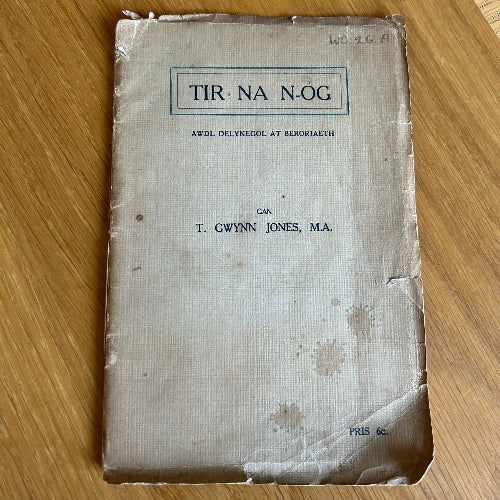 WO 26 A
TIR NA N-OG
AWDL DELYNEGOL AT BERORIAETH
GAN
T. GWYNN JONES, M.A.
PRIS 6c.